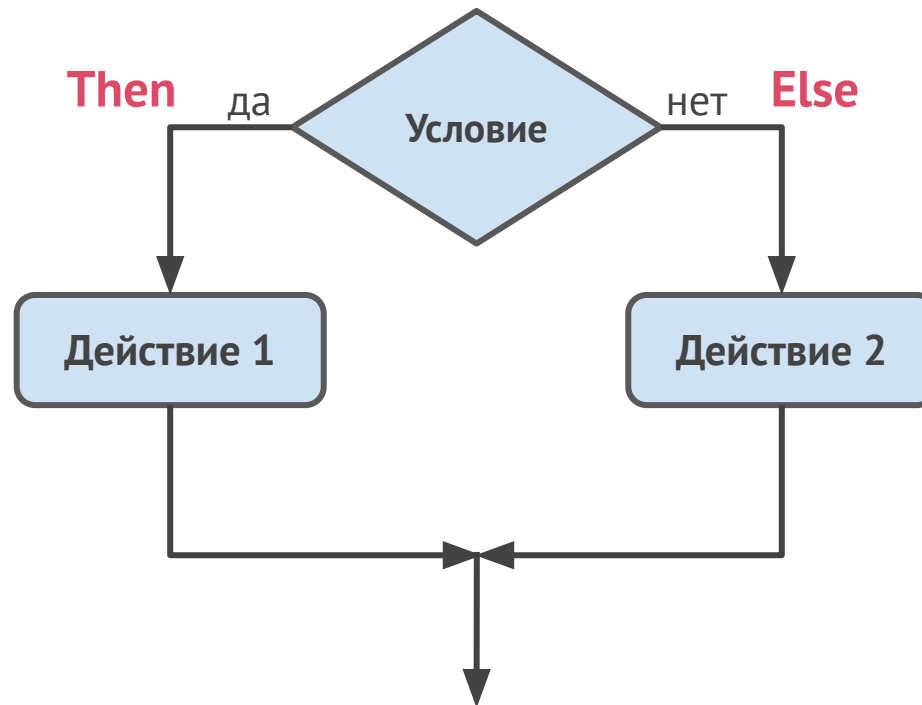 Then
да
Условие
нет
Else
Действие 1
Действие 2